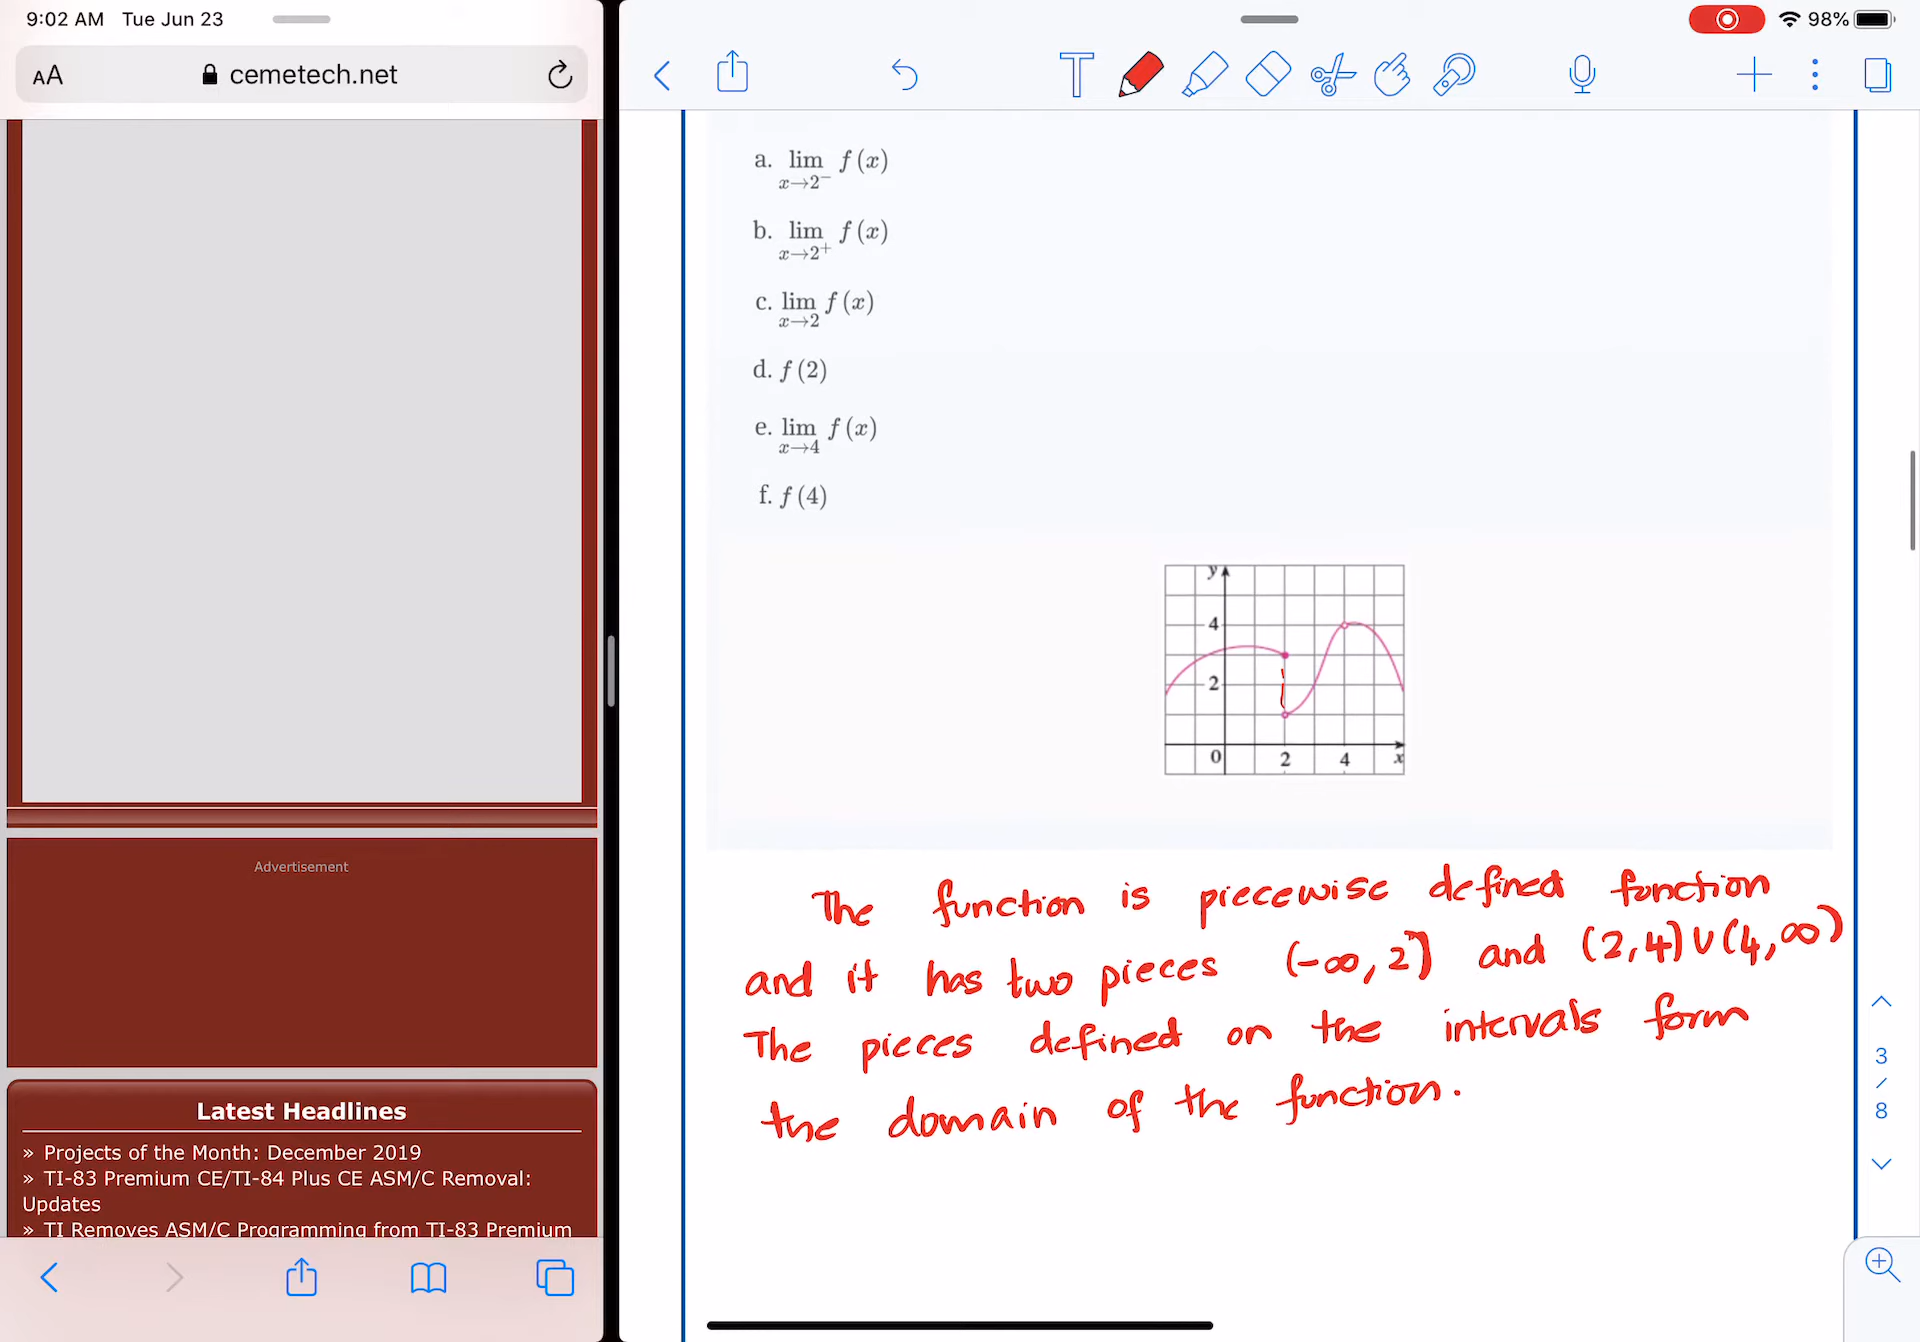 9:02 AM Tue Jun 23
98%
AA cemetech.net
Advertisement
Latest Headlines
» Projects of the Month: December 2019
» TI-83 Premium CE/TI-84 Plus CE ASM/C Removal:
Updates
» TI Removes ASM/C Programming from TI-83 Premium
T
a. lim f (x)
x→2⁻
b. lim f (x)
x→2⁺
c. lim f (x)
x→2
d. f (2)
e. lim f (x)
x→4
f. f (4)
y
4
2
0 2 4 x
The function is piecewise defined function
and it has two pieces (-∞, 2] and (2,4)∪(4,∞)
The pieces defined on the intervals form
the domain of the function.
3
/
8